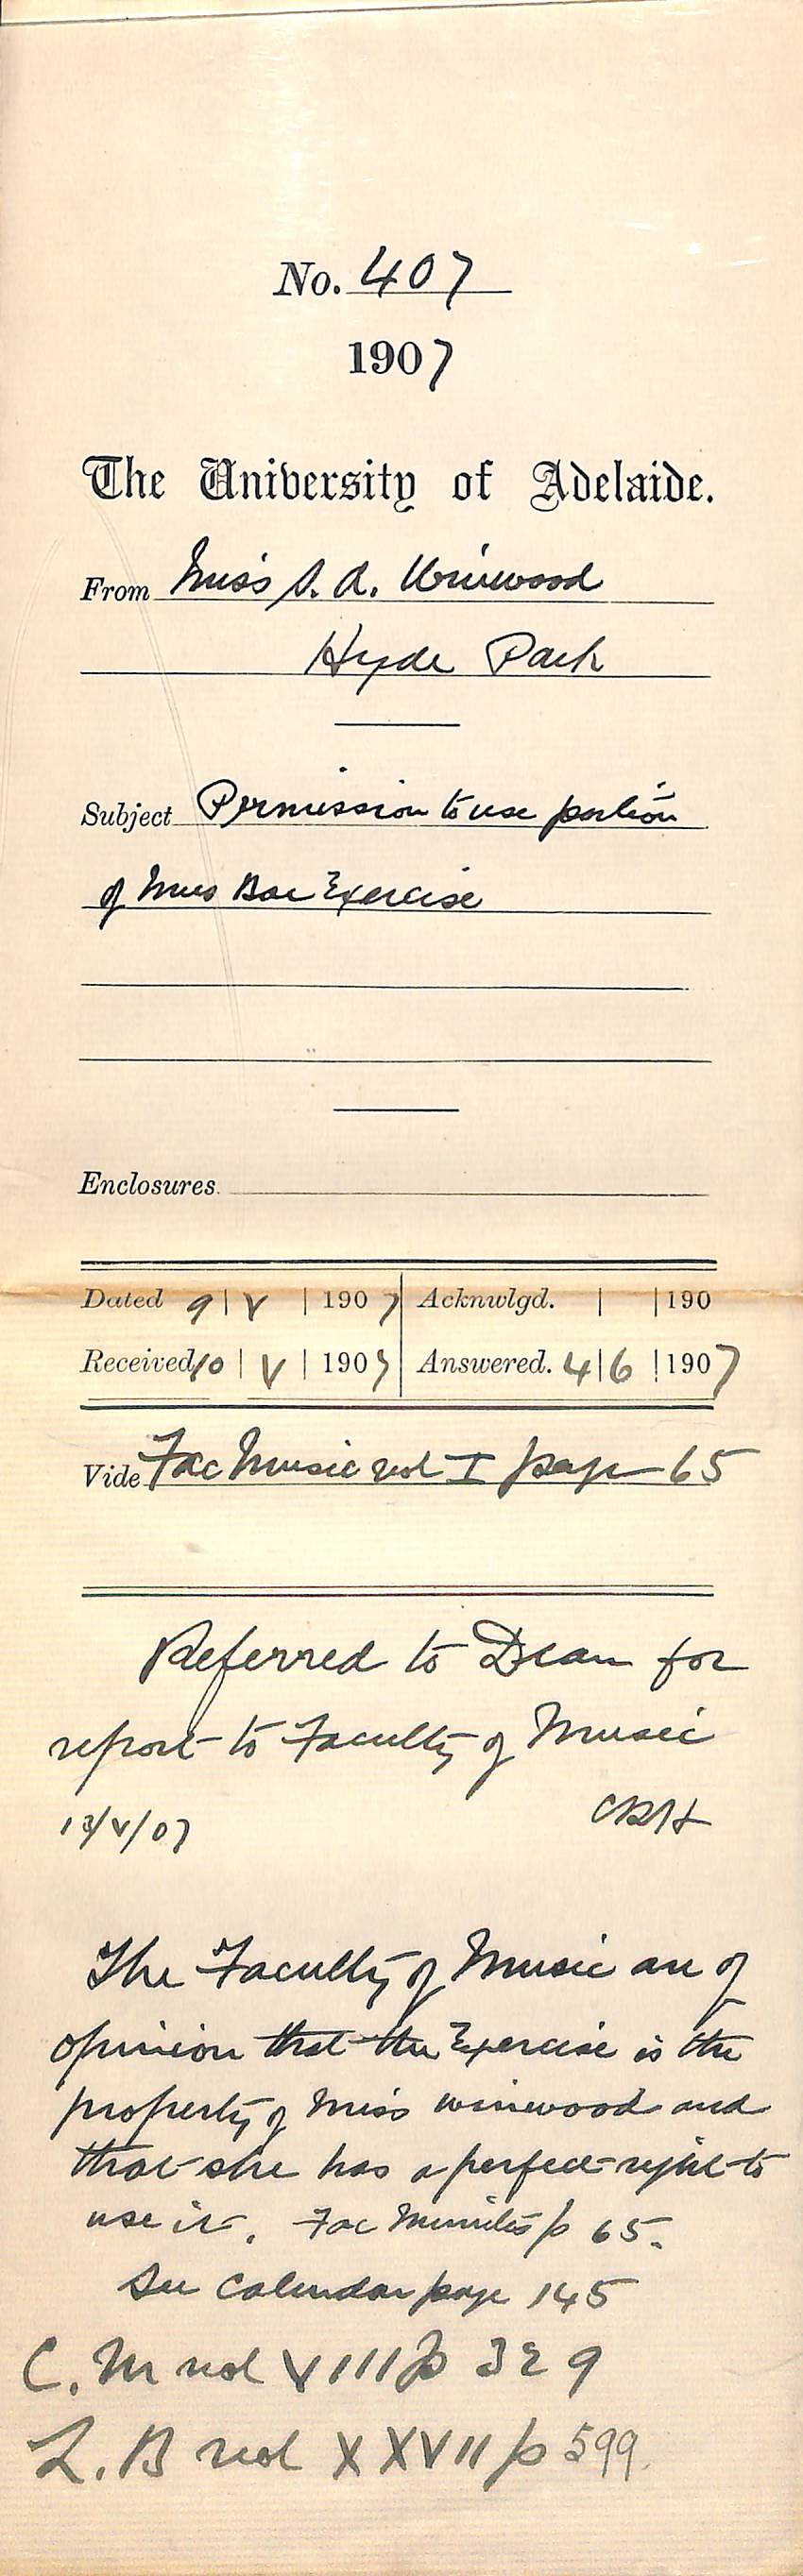 No. 407
1907
The University of Adelaide.
From Miss S. A. Winwood
Hyde Park
Subject Permission to use portion
of Mus Bac Exercise
Enclosures
Dated 9 | V | 1907 Acknwlgd. | | 190
Received 10 | V | 1907 Answered. 4 | 6 | 1907
Vide Fac Music vol I page 65
Referred to Dean for
report to Faculty of Music
13/V/07 CRH
The Faculty of Music are of
opinion that the Exercise is the
property of Miss Winwood and
that she has a perfect right to
use it. Fac Minutes p 65.
See Calendar page 145
C. M vol VIII p 329
L. B vol XXVII p 599.